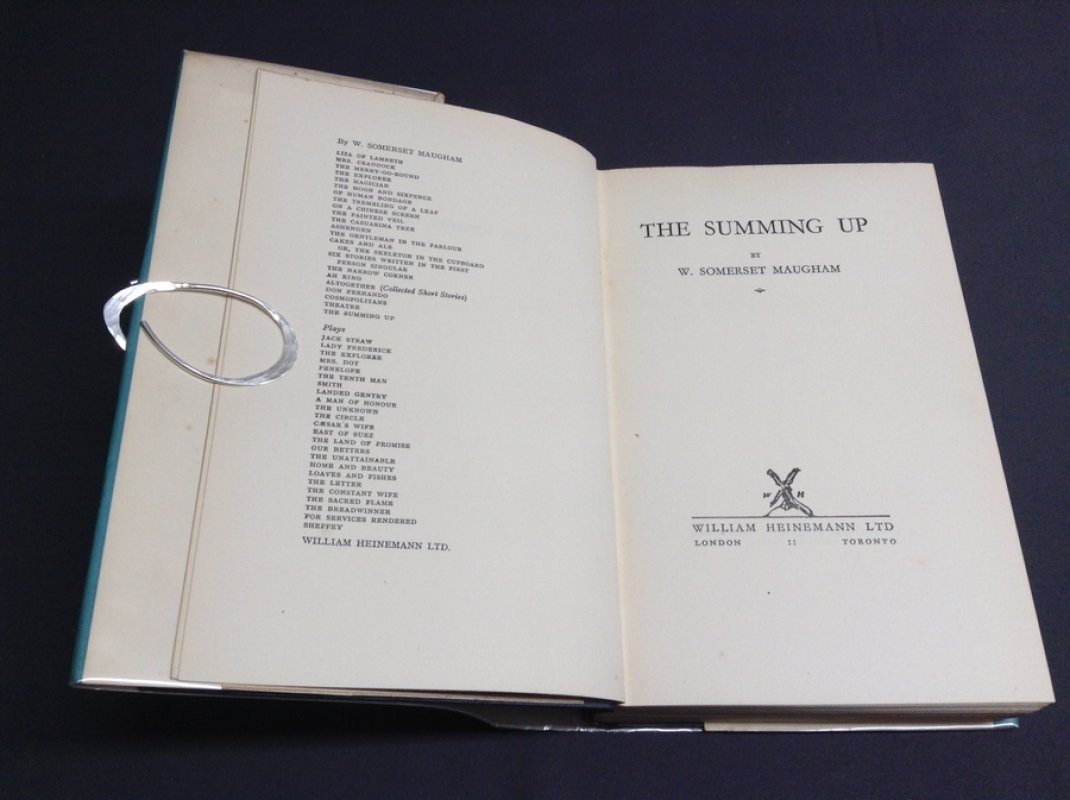 By W. SOMERSET MAUGHAM
LIZA OF LAMBETH
MRS. CRADDOCK
THE MERRY-GO-ROUND
THE EXPLORER
THE MAGICIAN
THE MOON AND SIXPENCE
OF HUMAN BONDAGE
THE TREMBLING OF A LEAF
ON A CHINESE SCREEN
THE PAINTED VEIL
THE CASUARINA TREE
ASHENDEN
THE GENTLEMAN IN THE PARLOUR
CAKES AND ALE
OR, THE SKELETON IN THE CUPBOARD
SIX STORIES WRITTEN IN THE FIRST
PERSON SINGULAR
THE NARROW CORNER
AH KING
ALTOGETHER (Collected Short Stories)
DON FERNANDO
COSMOPOLITANS
THEATRE
THE SUMMING UP
Plays
JACK STRAW
LADY FREDERICK
THE EXPLORER
MRS. DOT
PENELOPE
THE TENTH MAN
SMITH
LANDED GENTRY
A MAN OF HONOUR
THE UNKNOWN
THE CIRCLE
CÆSAR'S WIFE
EAST OF SUEZ
THE LAND OF PROMISE
OUR BETTERS
THE UNATTAINABLE
HOME AND BEAUTY
LOAVES AND FISHES
THE LETTER
THE CONSTANT WIFE
THE SACRED FLAME
THE BREADWINNER
FOR SERVICES RENDERED
SHEPPEY
WILLIAM HEINEMANN LTD.
THE SUMMING UP
BY
W. SOMERSET MAUGHAM
W H
WILLIAM HEINEMANN LTD
LONDON :: TORONTO